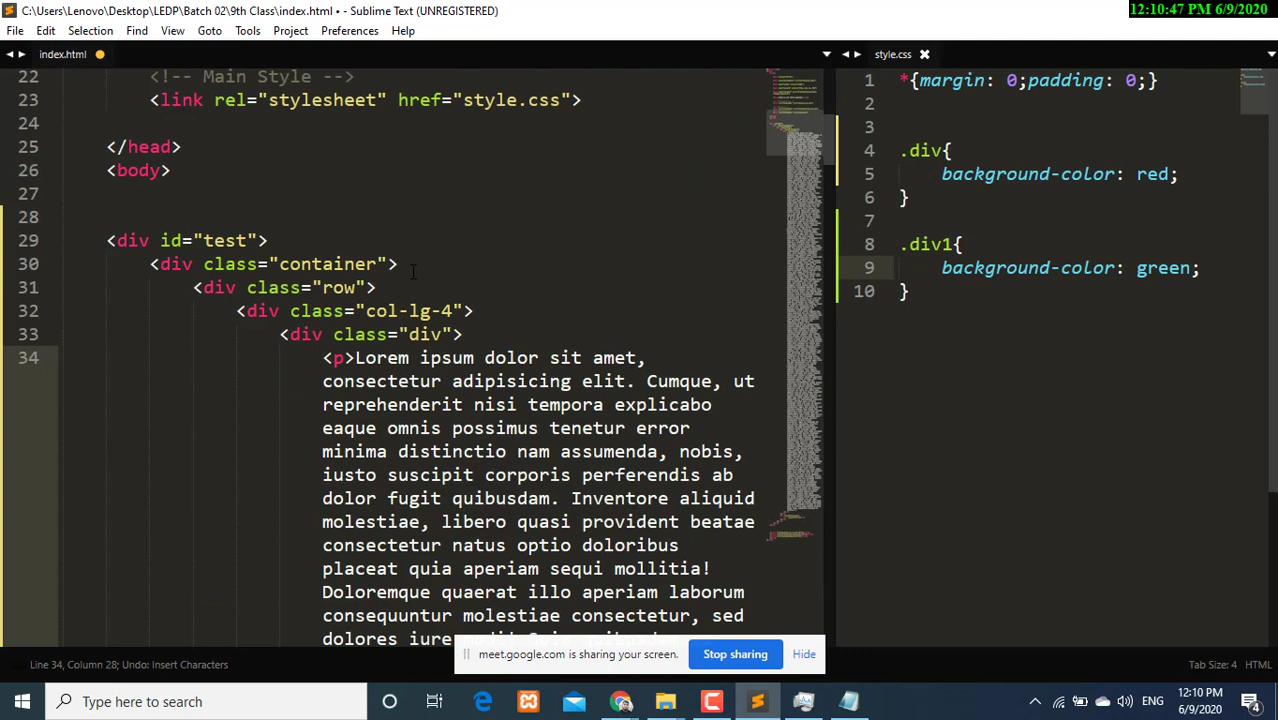 C:\Users\Lenovo\Desktop\LEDP\Batch 02\9th Class\index.html • - Sublime Text (UNREGISTERED)
12:10:47 PM 6/9/2020
File Edit Selection Find View Goto Tools Project Preferences Help
index.html
style.css
22 <!-- Main Style -->
23 <link rel="stylesheet" href="style.css">
24
25 </head>
26 <body>
27
28
29 <div id="test">
30 <div class="container">
31 <div class="row">
32 <div class="col-lg-4">
33 <div class="div">
34 <p>Lorem ipsum dolor sit amet,
consectetur adipisicing elit. Cumque, ut
reprehenderit nisi tempora explicabo
eaque omnis possimus tenetur error
minima distinctio nam assumenda, nobis,
iusto suscipit corporis perferendis ab
dolor fugit quibusdam. Inventore aliquid
molestiae, libero quasi provident beatae
consectetur natus optio doloribus
placeat quia aperiam sequi mollitia!
Doloremque quaerat illo aperiam laborum
consequuntur molestiae consectetur, sed
dolores iure
1 *{margin: 0;padding: 0;}
2
3
4 .div{
5 background-color: red;
6 }
7
8 .div1{
9 background-color: green;
10 }
meet.google.com is sharing your screen.
Stop sharing
Hide
Line 34, Column 28; Undo: Insert Characters
Tab Size: 4
HTML
Type here to search
ENG
12:10 PM
6/9/2020
4